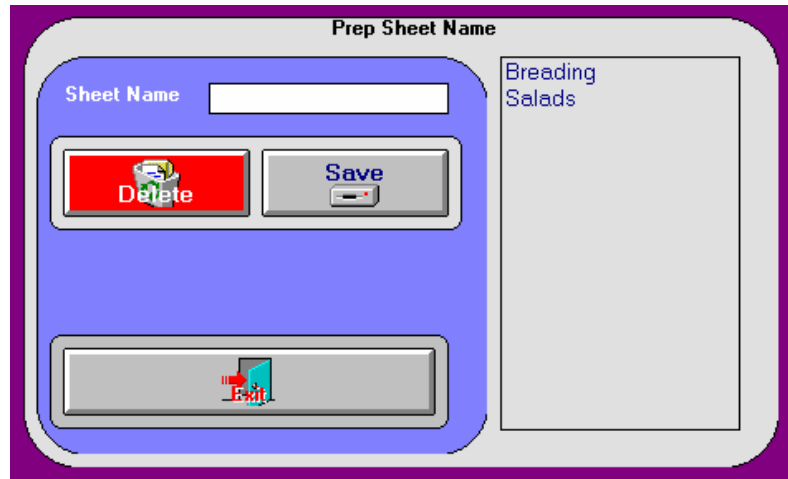 Prep Sheet Name
Sheet Name
Delete
Save
Exit
Breading
Salads